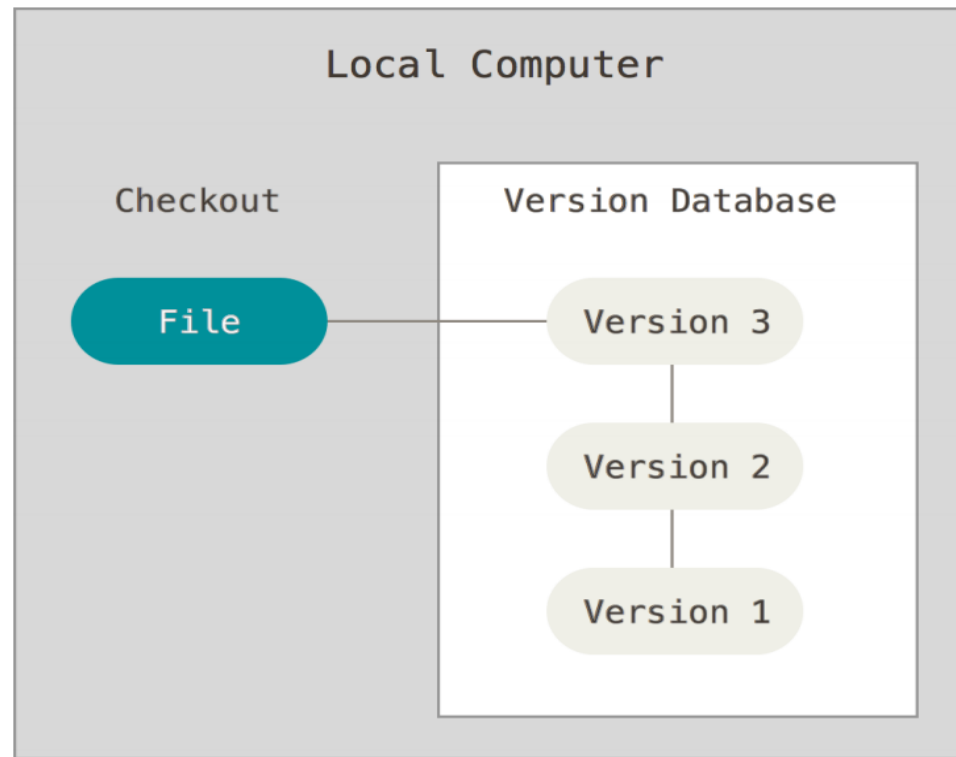 Local Computer
Checkout
Version Database
File
Version 3
Version 2
Version 1